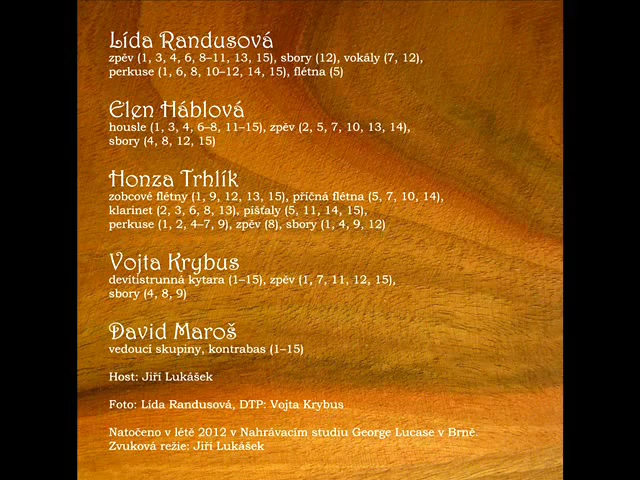 Lída Randusová
zpěv (1, 3, 4, 6, 8–11, 13, 15), sbory (12), vokály (7, 12),
perkuse (1, 6, 8, 10–12, 14, 15), flétna (5)
Elen Háblová
housle (1, 3, 4, 6–8, 11–15), zpěv (2, 5, 7, 10, 13, 14),
sbory (4, 8, 12, 15)
Honza Trhlík
zobcové flétny (1, 9, 12, 13, 15), příčná flétna (5, 7, 10, 14),
klarinet (2, 3, 6, 8, 13), píšťaly (5, 11, 14, 15),
perkuse (1, 2, 4–7, 9), zpěv (8), sbory (1, 4, 9, 12)
Vojta Krybus
devítistrunná kytara (1–15), zpěv (1, 7, 11, 12, 15),
sbory (4, 8, 9)
David Maroš
vedoucí skupiny, kontrabas (1–15)
Host: Jiří Lukášek
Foto: Lída Randusová, DTP: Vojta Krybus
Natočeno v létě 2012 v Nahrávacím studiu George Lucase v Brně.
Zvuková režie: Jiří Lukášek